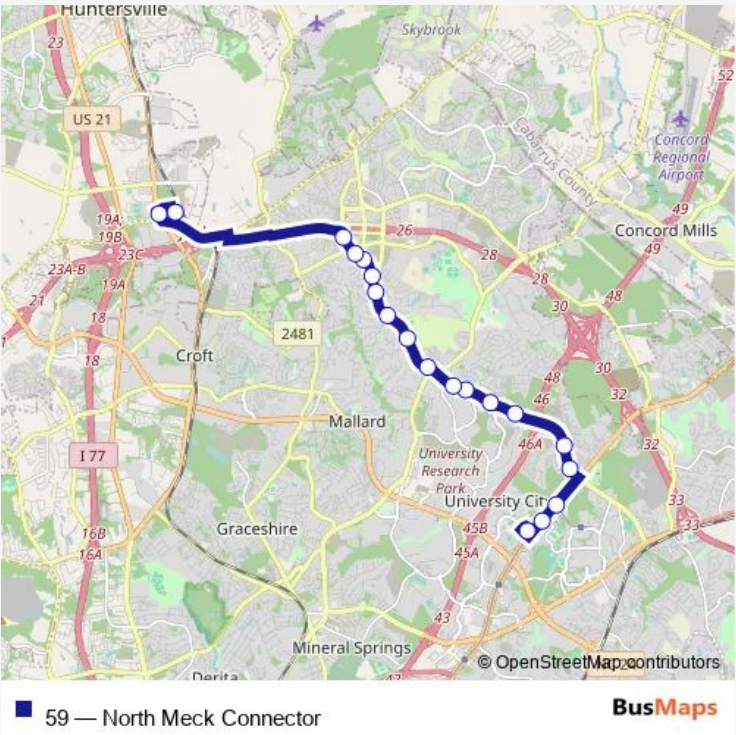 Huntersville
Skybrook
23
52
US 21
Cabarrus County
Concord
Regional
Airport
19A;
19B
49
26
Concord Mills
23C
49
23A-B
28
19A
28
21
48
30
18
2481
Croft
18
30
48
32
46
Mallard
46A
32
I 77
University
Research
Park
University Cit
33
45B
33
Graceshire
16B
16A
45A
43
Mineral Springs
© OpenStreetMap contributors
Derita
47
59 — North Meck Connector
BusMaps